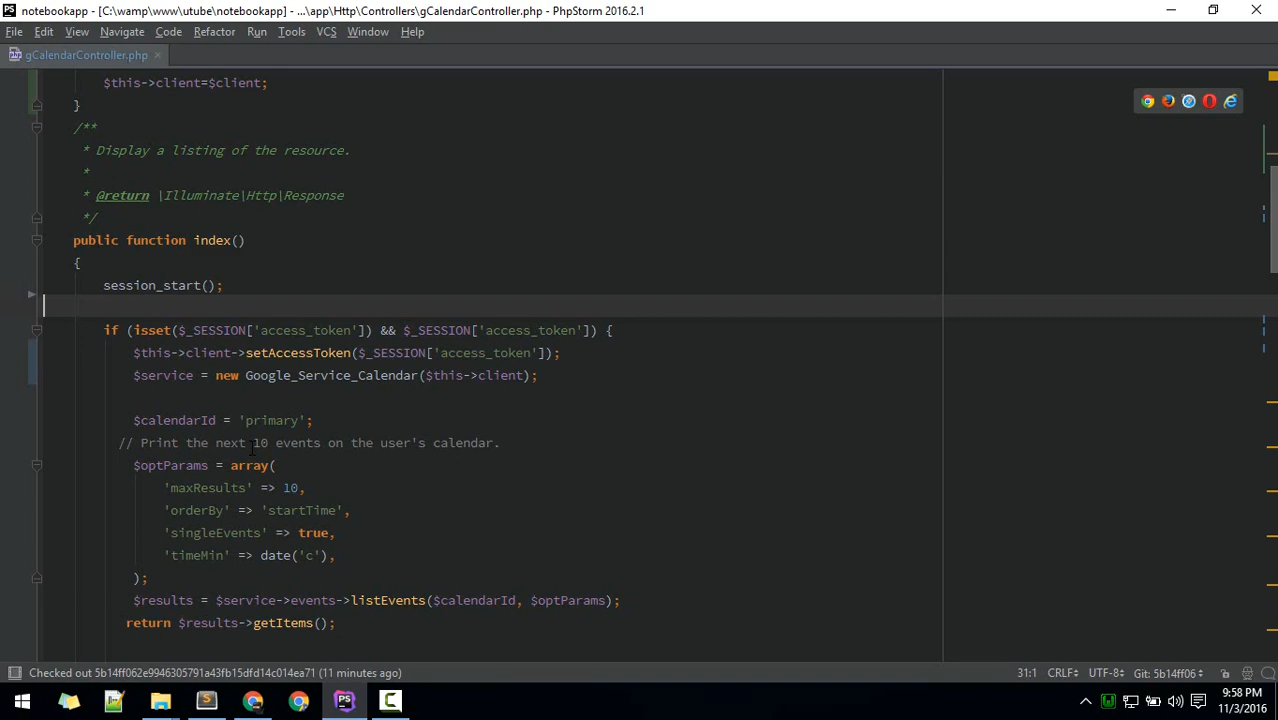 notebookapp - [C:\wamp\www\utube\notebookapp] - ...\app\Http\Controllers\gCalendarController.php - PhpStorm 2016.2.1
File Edit View Navigate Code Refactor Run Tools VCS Window Help
gCalendarController.php
$this->client=$client;
}
/**
* Display a listing of the resource.
*
* @return \Illuminate\Http\Response
*/
public function index()
{
session_start();
if (isset($_SESSION['access_token']) && $_SESSION['access_token']) {
$this->client->setAccessToken($_SESSION['access_token']);
$service = new Google_Service_Calendar($this->client);
$calendarId = 'primary';
// Print the next 10 events on the user's calendar.
$optParams = array(
'maxResults' => 10,
'orderBy' => 'startTime',
'singleEvents' => true,
'timeMin' => date('c'),
);
$results = $service->events->listEvents($calendarId, $optParams);
return $results->getItems();
Checked out 5b14ff062e9946305791a43fb15dfd14c014ea71 (11 minutes ago) 31:1 CRLF UTF-8 Git: 5b14ff06
9:58 PM
11/3/2016